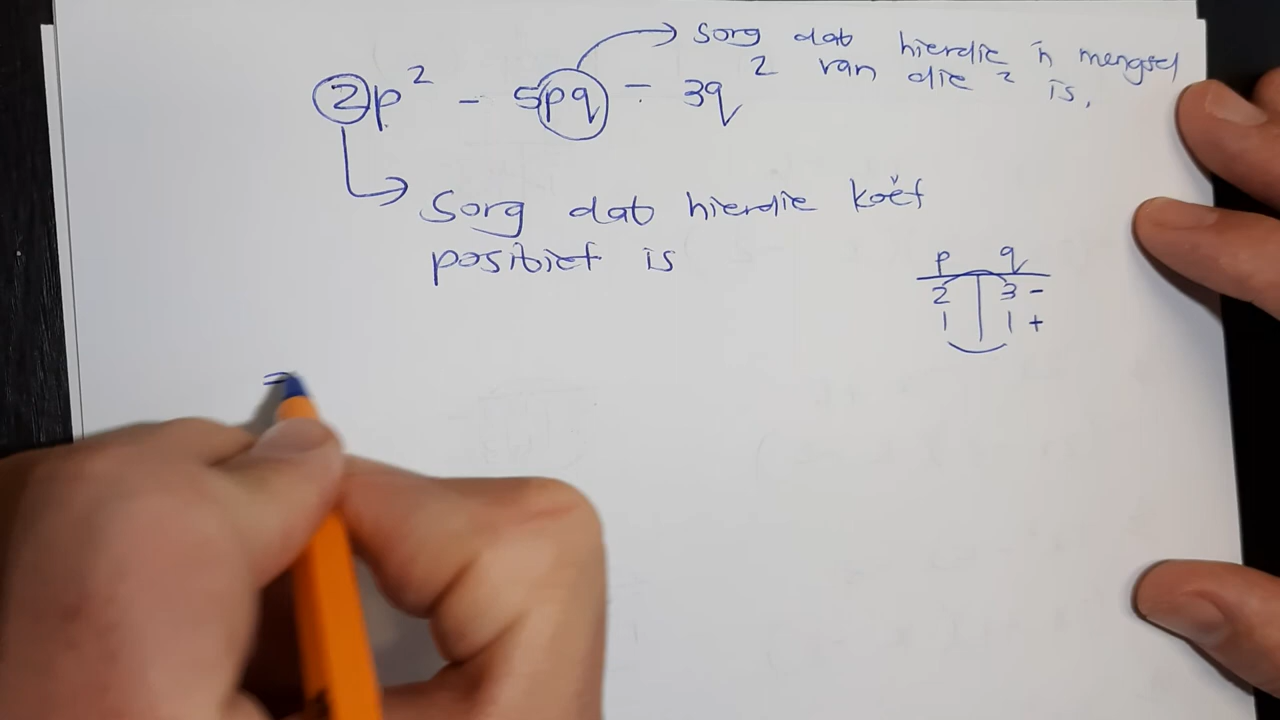 2p² - 5pq - 3q²
Sorg dat hierdie 'n mengsel
van die 2 is.
Sorg dat hierdie koëf
positief is
p q
2 3 -
1 1 +
=